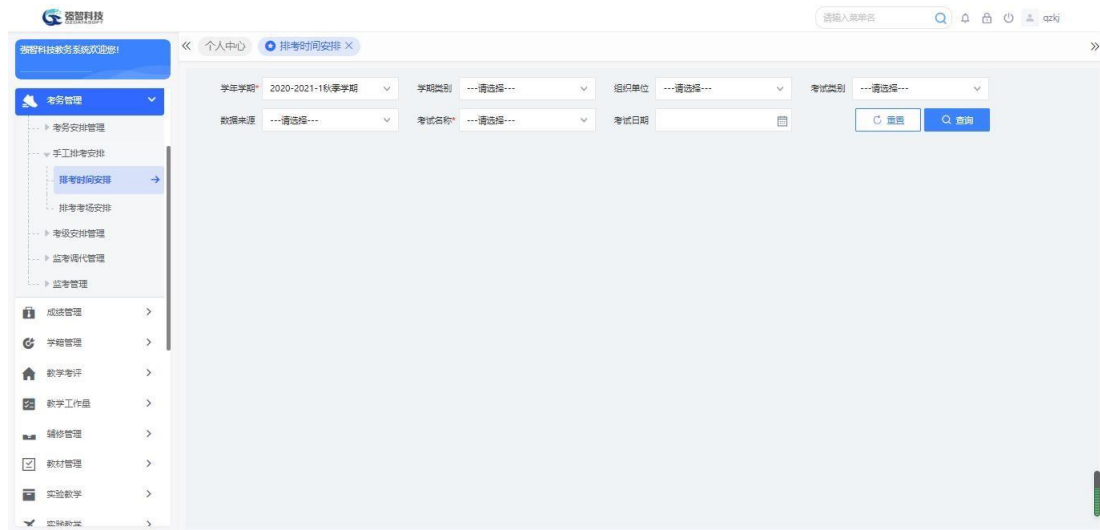 强智科技
请输入菜单名
qzkj
强智科技教务系统欢迎您!
个人中心
排考时间安排
学年学期* 2020-2021-1秋季学期 学期类别 ---请选择--- 组织单位 ---请选择--- 考试类别 ---请选择---
数据来源 ---请选择--- 考试名称* ---请选择--- 考试日期 重置 查询
考务管理
考务安排管理
手工排考安排
排考时间安排
排考考场安排
考级安排管理
监考调代管理
监考管理
成绩管理
学籍管理
教学考评
教学工作量
辅修管理
教材管理
实验教学